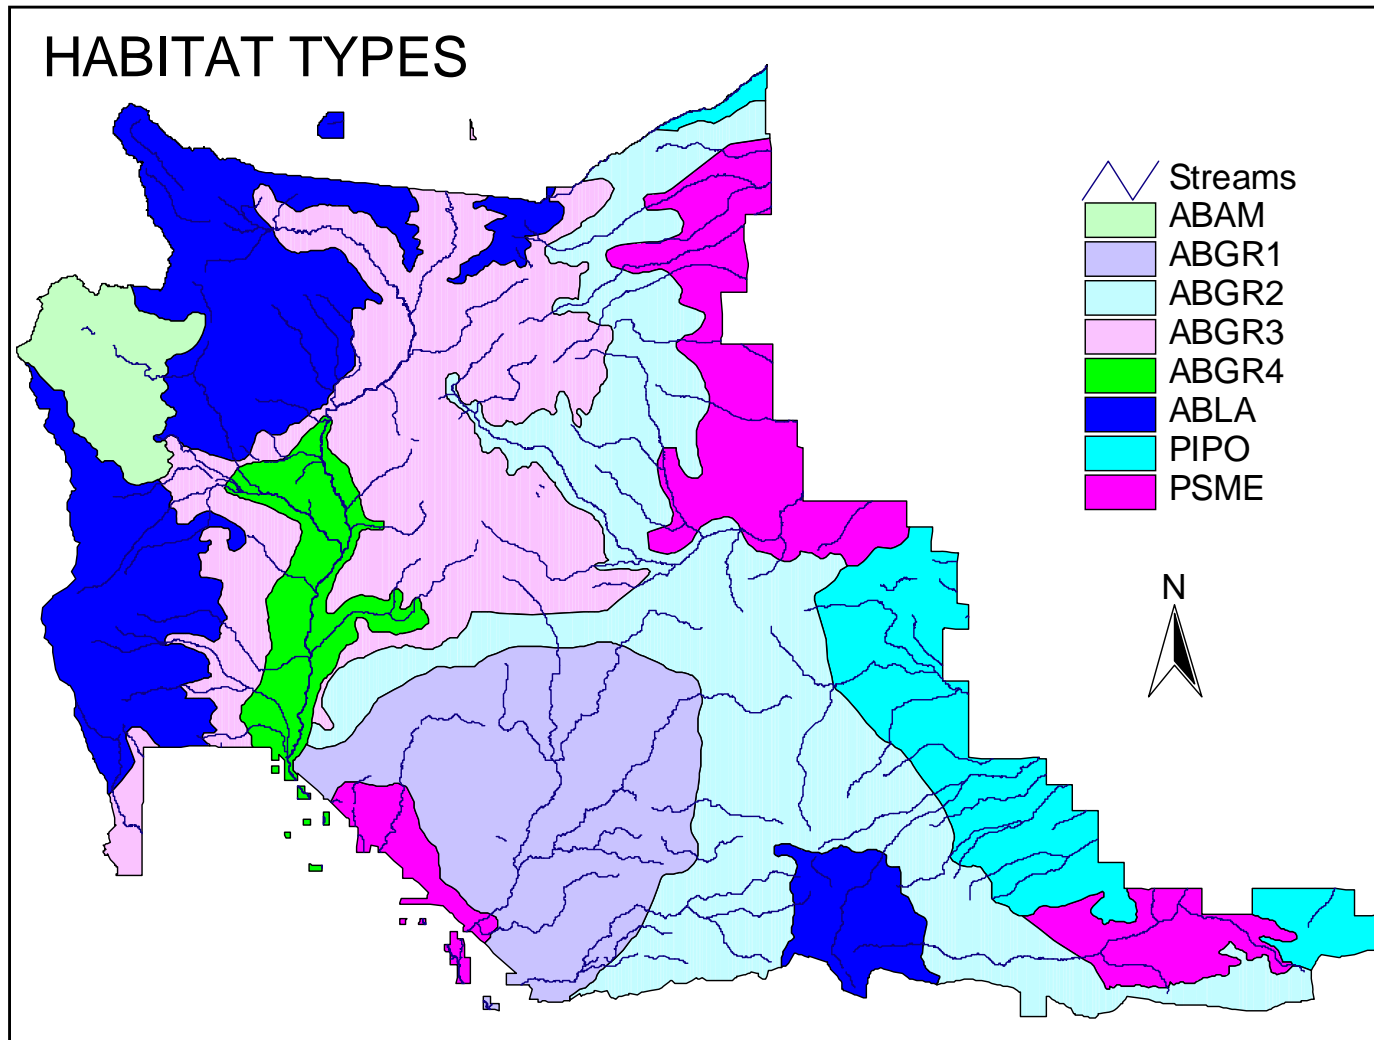 HABITAT TYPES
Streams
ABAM
ABGR1
ABGR2
ABGR3
ABGR4
ABLA
PIPO
PSME
N